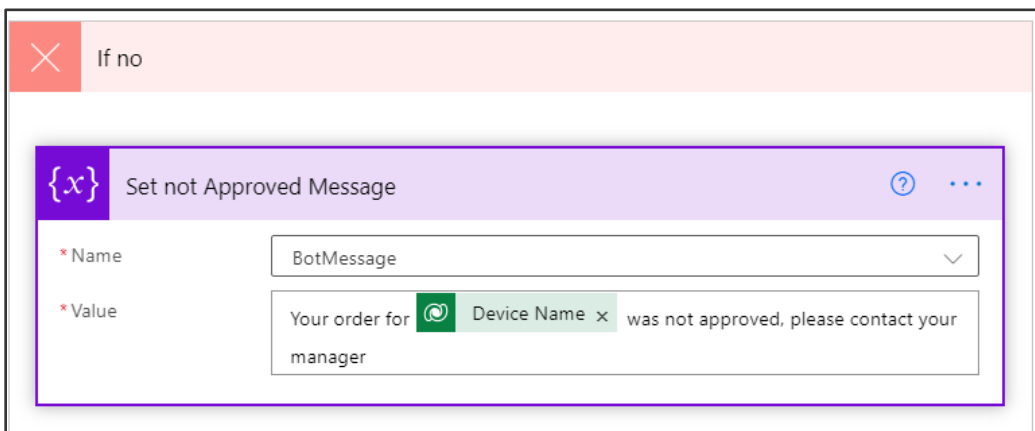 If no
{x} Set not Approved Message
* Name
BotMessage
* Value
Your order for Device Name × was not approved, please contact your
manager